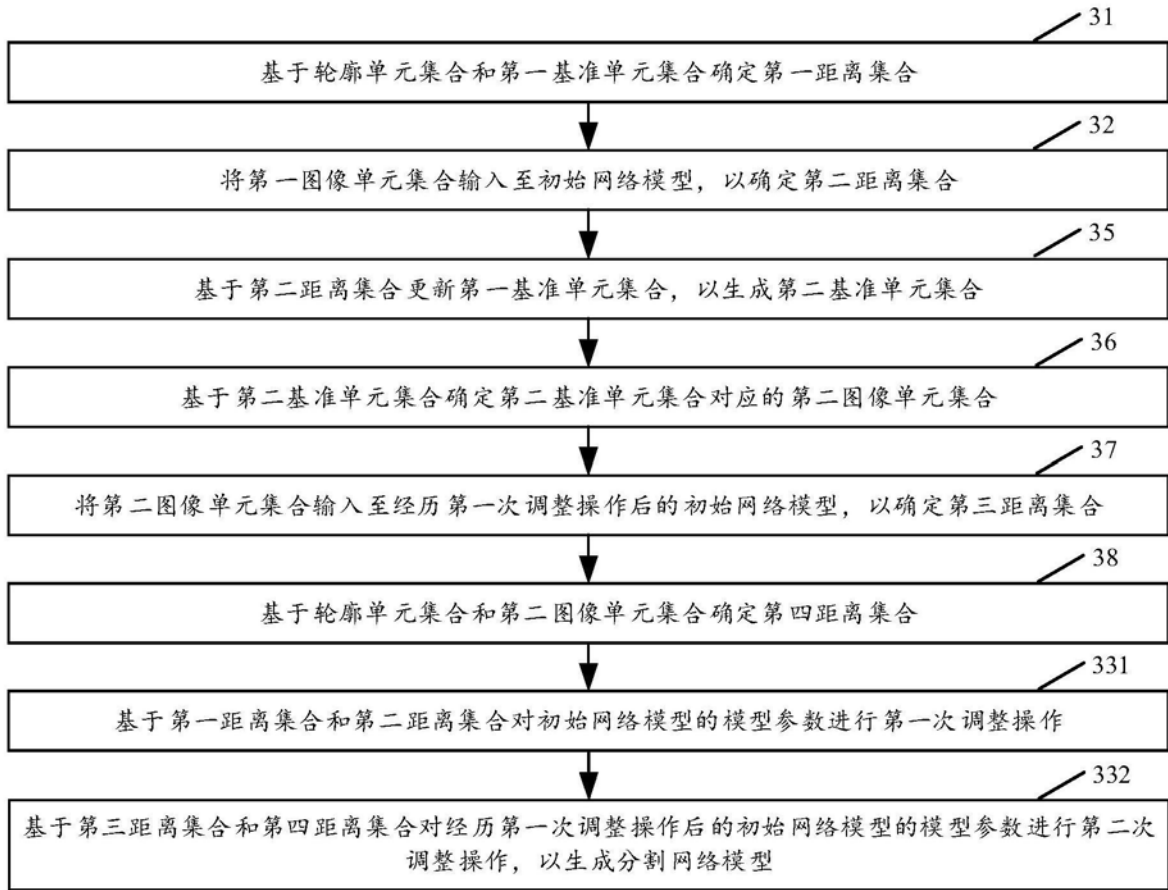 31
基于轮廓单元集合和第一基准单元集合确定第一距离集合
32
将第一图像单元集合输入至初始网络模型，以确定第二距离集合
35
基于第二距离集合更新第一基准单元集合，以生成第二基准单元集合
36
基于第二基准单元集合确定第二基准单元集合对应的第二图像单元集合
37
将第二图像单元集合输入至经历第一次调整操作后的初始网络模型，以确定第三距离集合
38
基于轮廓单元集合和第二图像单元集合确定第四距离集合
331
基于第一距离集合和第二距离集合对初始网络模型的模型参数进行第一次调整操作
332
基于第三距离集合和第四距离集合对经历第一次调整操作后的初始网络模型的模型参数进行第二次
调整操作，以生成分割网络模型